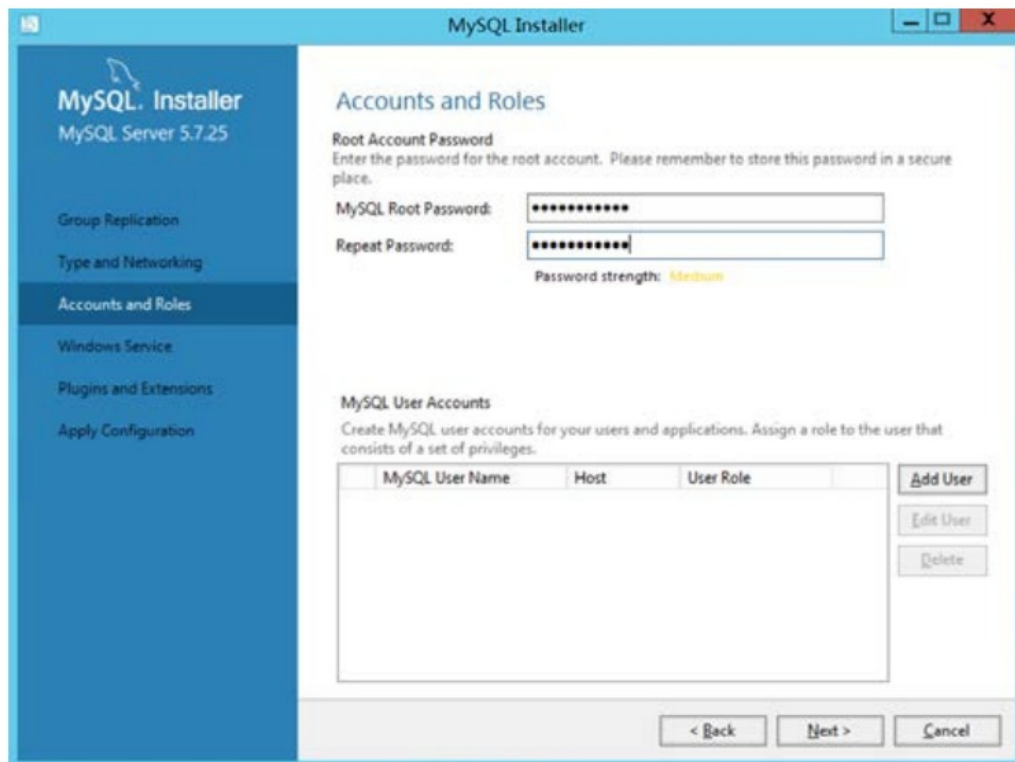 MySQL Installer
MySQL. Installer
MySQL Server 5.7.25
Group Replication
Type and Networking
Accounts and Roles
Windows Service
Plugins and Extensions
Apply Configuration
Accounts and Roles
Root Account Password
Enter the password for the root account. Please remember to store this password in a secure
place.
MySQL Root Password: •••••••••••
Repeat Password: •••••••••••
Password strength: Medium
MySQL User Accounts
Create MySQL user accounts for your users and applications. Assign a role to the user that
consists of a set of privileges.
MySQL User Name Host User Role
Add User
Edit User
Delete
< Back Next > Cancel